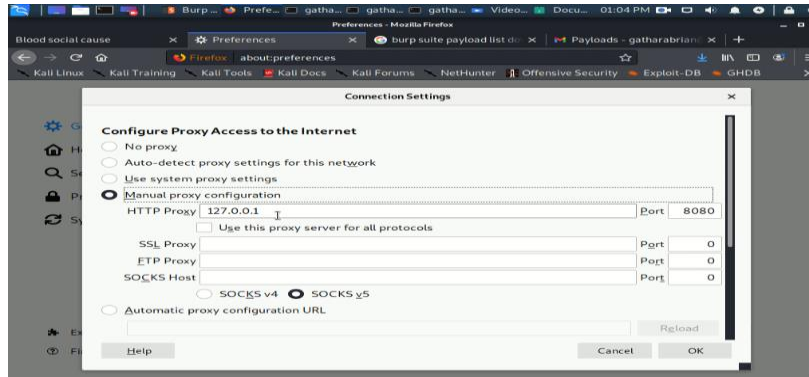 Burp ... Prefe... gatha... gatha... gatha... Video... Docu... 01:04 PM
Preferences - Mozilla Firefox
Blood social cause Preferences burp suite payload list do Payloads - gatharabrian
Firefox about:preferences
Kali Linux Kali Training Kali Tools Kali Docs Kali Forums NetHunter Offensive Security Exploit-DB GHDB
Connection Settings
Configure Proxy Access to the Internet
No proxy
Auto-detect proxy settings for this network
Use system proxy settings
Manual proxy configuration
HTTP Proxy 127.0.0.1 Port 8080
Use this proxy server for all protocols
SSL Proxy Port 0
FTP Proxy Port 0
SOCKS Host Port 0
SOCKS v4 SOCKS v5
Automatic proxy configuration URL
Reload
Help Cancel OK